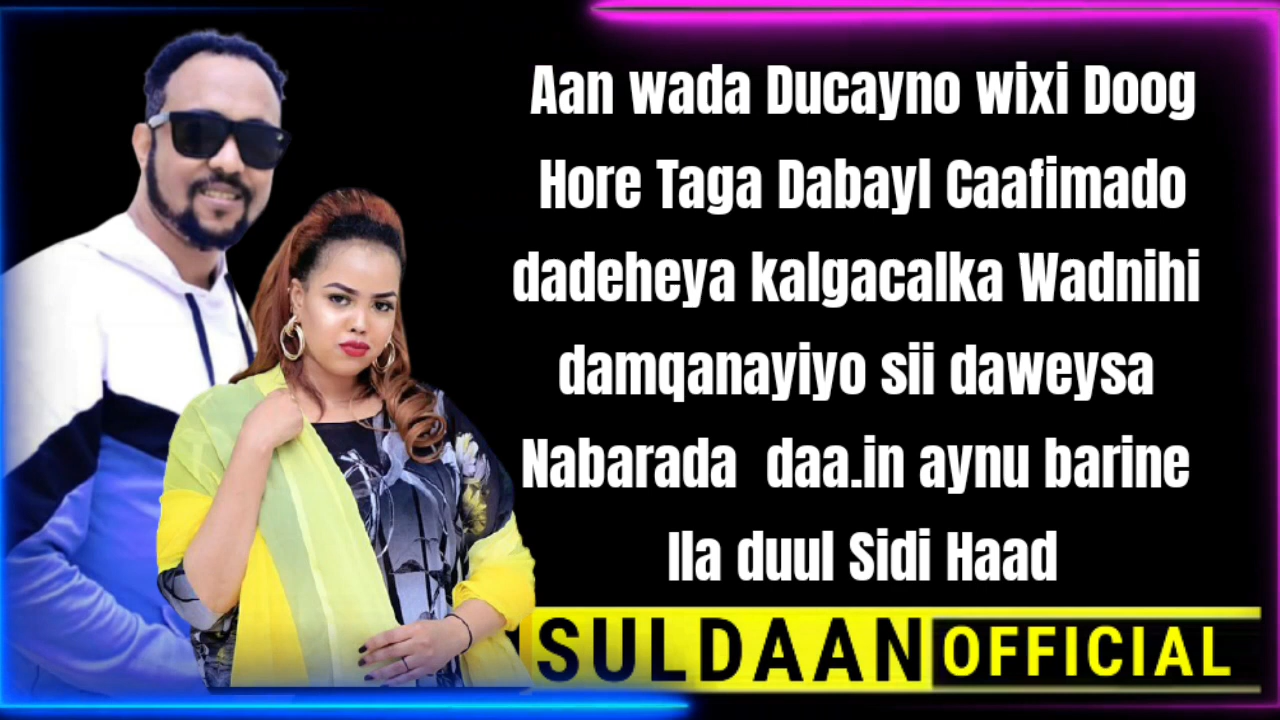 Aan wada Ducayno wixi Doog
Hore Taga Dabayl Caafimado
dadeheya kalgacalka Wadnihi
damqanayiyo sii daweysa
Nabarada daa.in aynu barine
Ila duul Sidi Haad
SULDAAN OFFICIAL